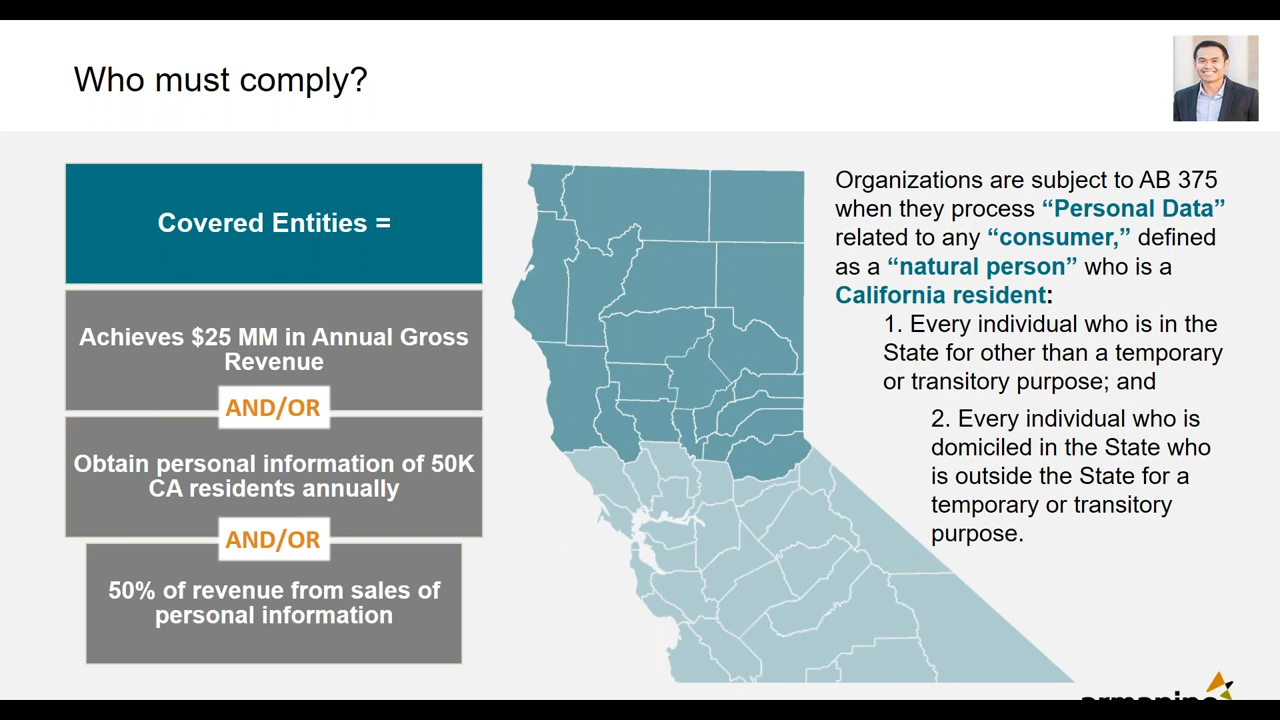 Who must comply?
Covered Entities =
Achieves $25 MM in Annual Gross
Revenue
AND/OR
Obtain personal information of 50K
CA residents annually
AND/OR
50% of revenue from sales of
personal information
Organizations are subject to AB 375
when they process “Personal Data”
related to any “consumer,” defined
as a “natural person” who is a
California resident:
1. Every individual who is in the
State for other than a temporary
or transitory purpose; and
2. Every individual who is
domiciled in the State who
is outside the State for a
temporary or transitory
purpose.